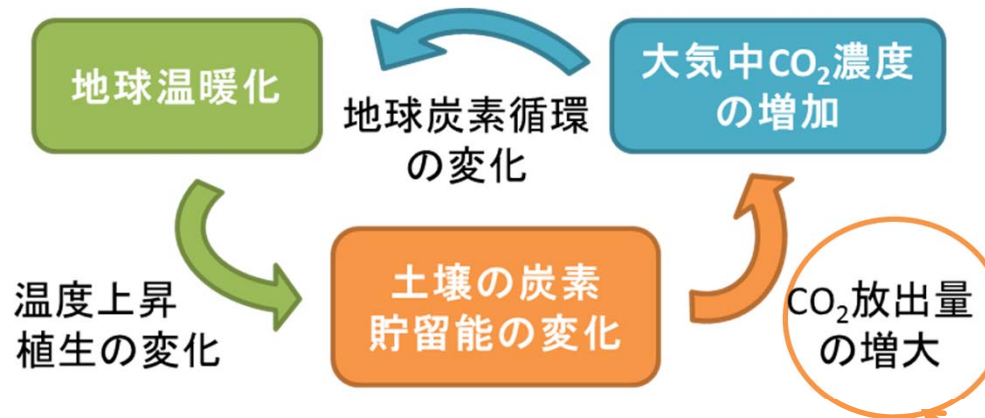 地球温暖化
地球炭素循環
の変化
大気中CO₂濃度
の増加
温度上昇
植生の変化
土壌の炭素
貯留能の変化
CO₂放出量
の増大